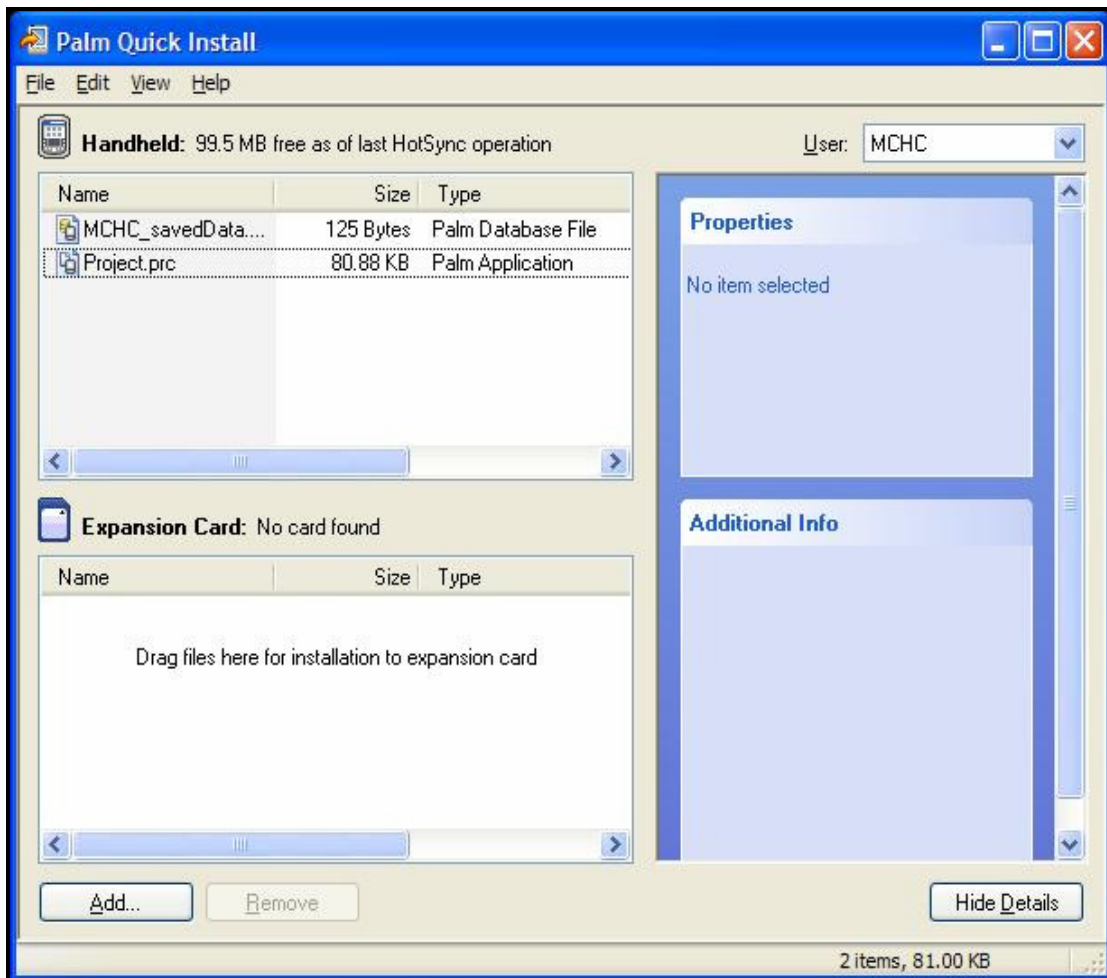 Palm Quick Install
File Edit View Help
Handheld: 99.5 MB free as of last HotSync operation
User: MCHC
Name Size Type
MCHC_savedData.... 125 Bytes Palm Database File
Project.prc 80.88 KB Palm Application
Properties
No item selected
Expansion Card: No card found
Name Size Type
Drag files here for installation to expansion card
Additional Info
Add... Remove Hide Details
2 items, 81.00 KB